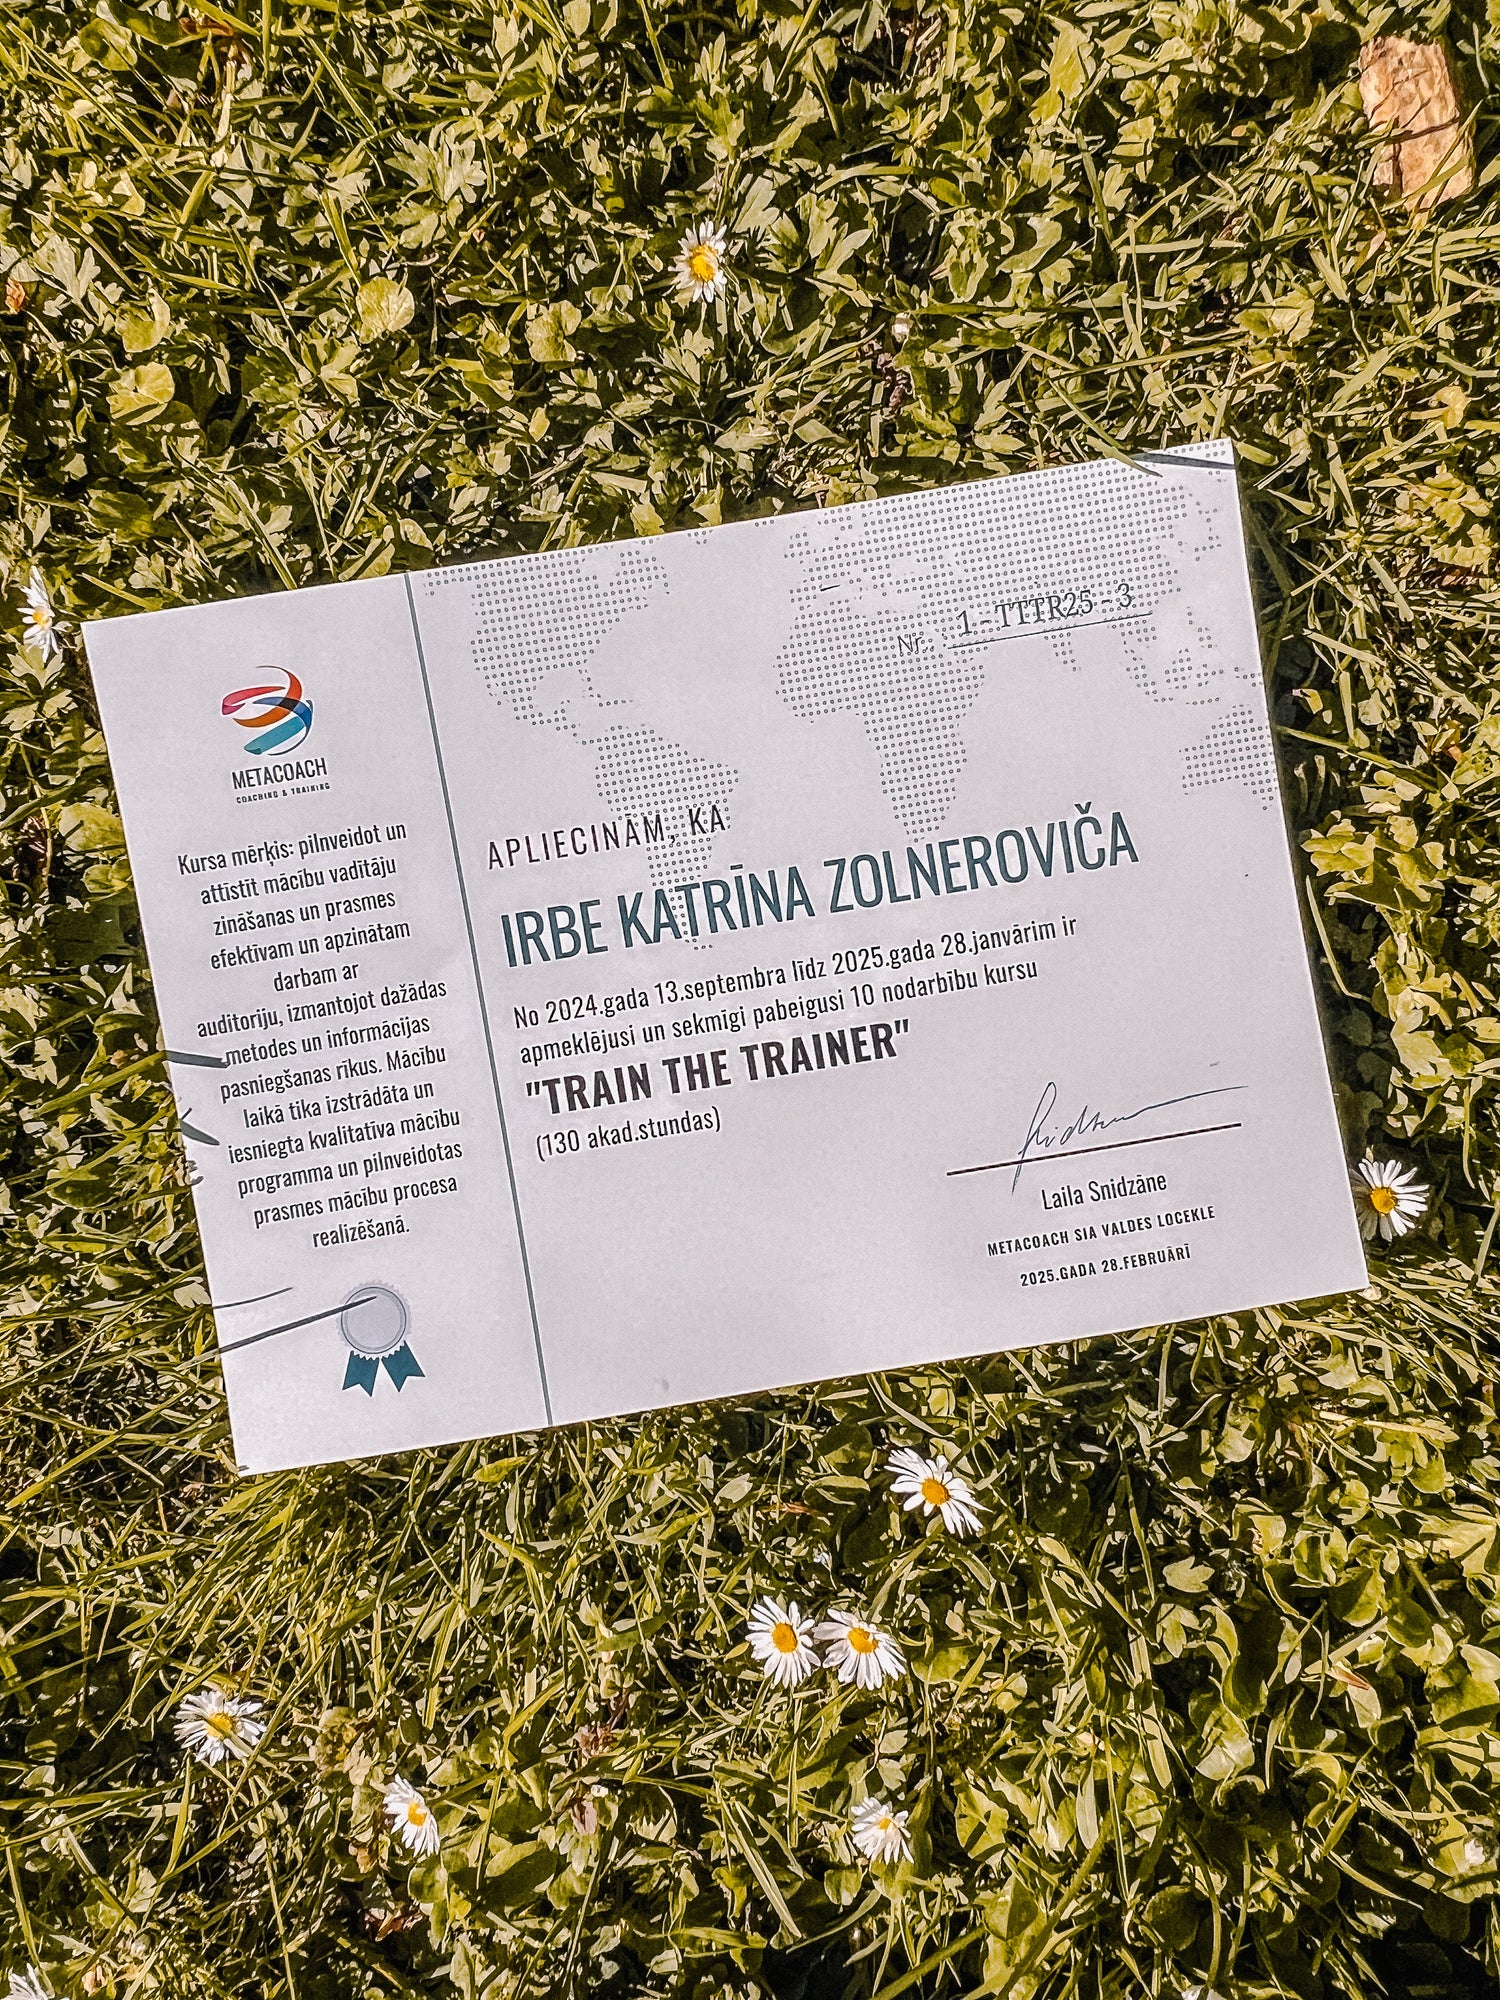 METACOACH
COACHING & TRAINING
Kursa mērķis: pilnveidot un
attīstīt mācību vadītāju
zināšanas un prasmes
efektīvam un apzinātam
darbam ar
auditoriju, izmantojot dažādas
metodes un informācijas
pasniegšanas rīkus. Mācību
laikā tika izstrādāta un
iesniegta kvalitatīva mācību
programma un pilnveidotas
prasmes mācību procesa
realizēšanā.
Nr.: 1-TTTR25-3
APLIECINĀM, KA
IRBE KATRĪNA ZOLNEROVIČA
No 2024.gada 13.septembra līdz 2025.gada 28.janvārim ir
apmeklējusi un sekmīgi pabeigusi 10 nodarbību kursu
"TRAIN THE TRAINER"
(130 akad.stundas)
Laila Snidzāne
METACOACH SIA VALDES LOCEKLE
2025.GADA 28.FEBRUĀRĪ